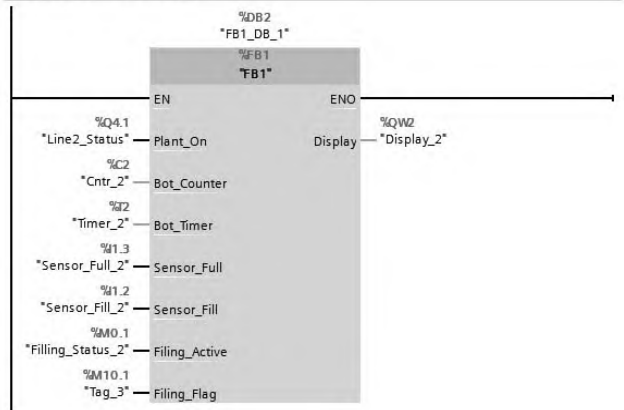 %DB2
"FB1_DB_1"
%FB1
"FB1"
EN ENO
%Q4.1 %QW2
"Line2_Status" Plant_On Display "Display_2"
%C2
"Cntr_2" Bot_Counter
%T2
"Timer_2" Bot_Timer
%I1.3
"Sensor_Full_2" Sensor_Full
%I1.2
"Sensor_Fill_2" Sensor_Fill
%M0.1
"Filling_Status_2" Filing_Active
%M10.1
"Tag_3" Filing_Flag